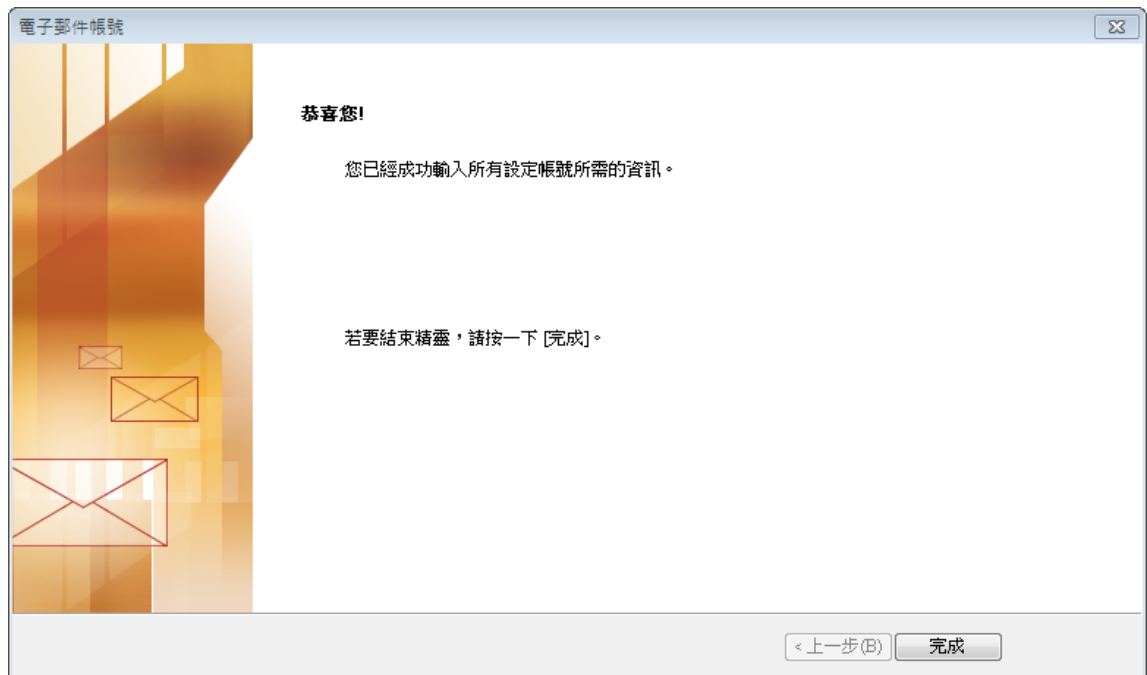 電子郵件帳號
恭喜您!
您已經成功輸入所有設定帳號所需的資訊。
若要結束精靈，請按一下 [完成]。
< 上一步(B)
完成